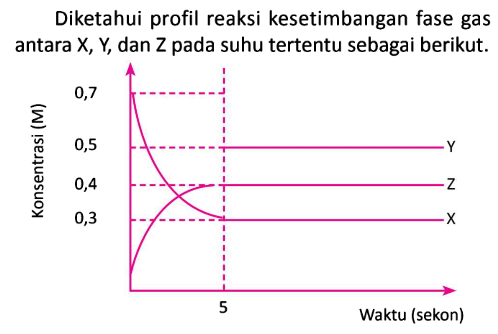 Diketahui profil reaksi kesetimbangan fase gas
antara X, Y, dan Z pada suhu tertentu sebagai berikut.
Konsentrasi (M)
0,7
0,5
0,4
0,3
Y
Z
X
5
Waktu (sekon)